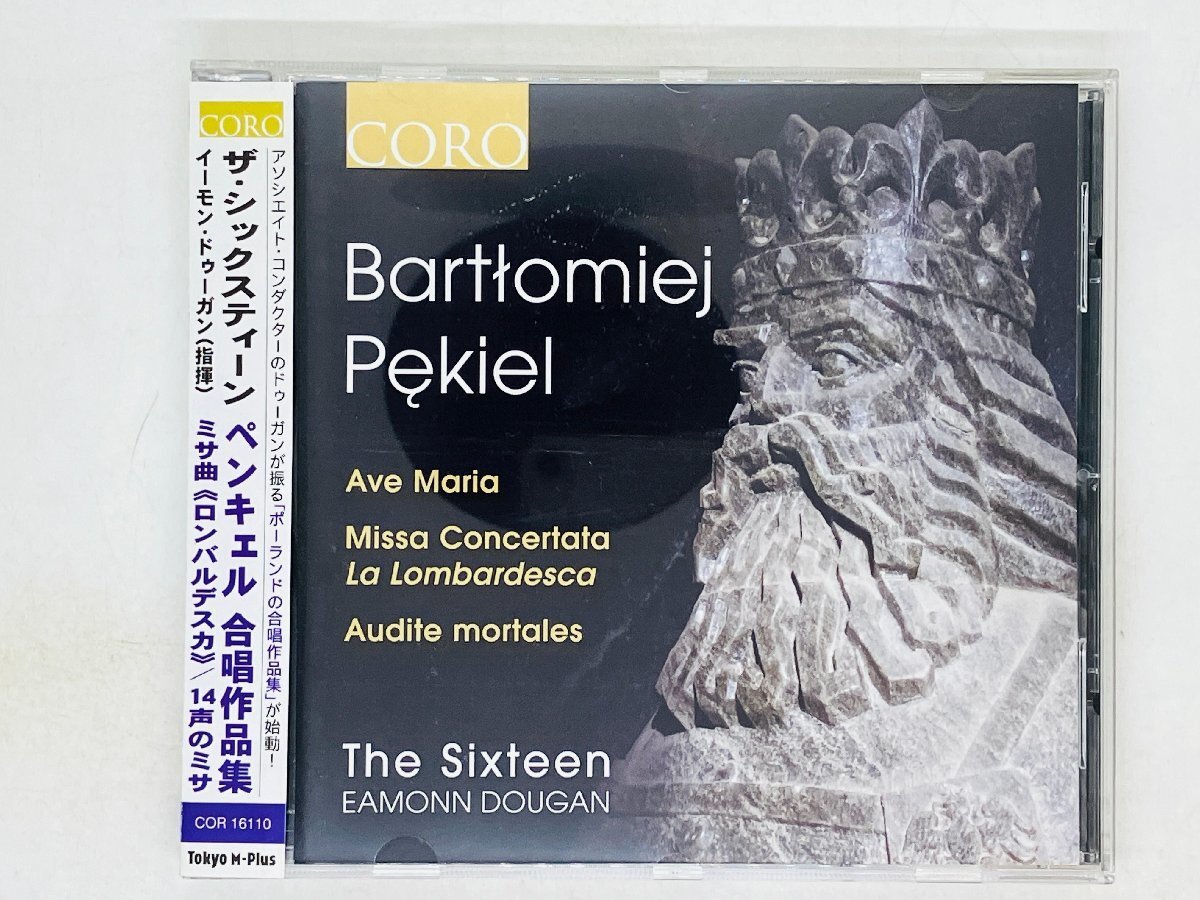 CORO
アソシエイト・コンダクターのドゥーガンが振る「ポーランドの合唱作品集」が始動！
ザ・シックスティーン ペンキェル 合唱作品集
イーモン・ドゥーガン（指揮） ミサ曲《ロンバルデスカ》／14声のミサ
COR 16110
Tokyo M-Plus
CORO
Bartłomiej
Pękiel
Ave Maria
Missa Concertata
La Lombardesca
Audite mortales
The Sixteen
EAMONN DOUGAN